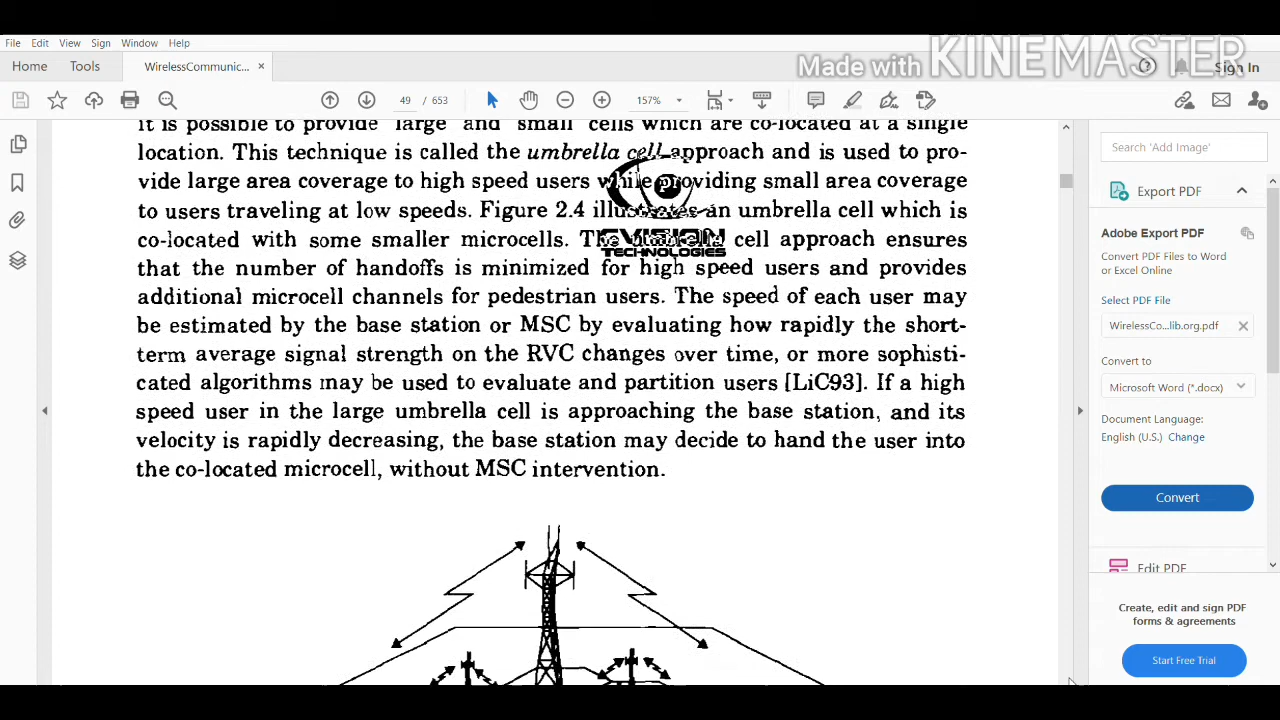 Made with KINEMASTER
File Edit View Sign Window Help
Home Tools WirelessCommunic... × Sign In
49 / 653 157%
it is possible to provide large and small cells which are co-located at a single
location. This technique is called the umbrella cell approach and is used to pro-
vide large area coverage to high speed users while providing small area coverage
to users traveling at low speeds. Figure 2.4 illustrates an umbrella cell which is
co-located with some smaller microcells. The umbrella cell approach ensures
that the number of handoffs is minimized for high speed users and provides
additional microcell channels for pedestrian users. The speed of each user may
be estimated by the base station or MSC by evaluating how rapidly the short-
term average signal strength on the RVC changes over time, or more sophisti-
cated algorithms may be used to evaluate and partition users [LiC93]. If a high
speed user in the large umbrella cell is approaching the base station, and its
velocity is rapidly decreasing, the base station may decide to hand the user into
the co-located microcell, without MSC intervention.
CVISION
TECHNOLOGIES
Search 'Add Image'
Export PDF
Adobe Export PDF
Convert PDF Files to Word
or Excel Online
Select PDF File
WirelessCo...lib.org.pdf ×
Convert to
Microsoft Word (*.docx)
Document Language:
English (U.S.) Change
Convert
Edit PDF
Create, edit and sign PDF
forms & agreements
Start Free Trial